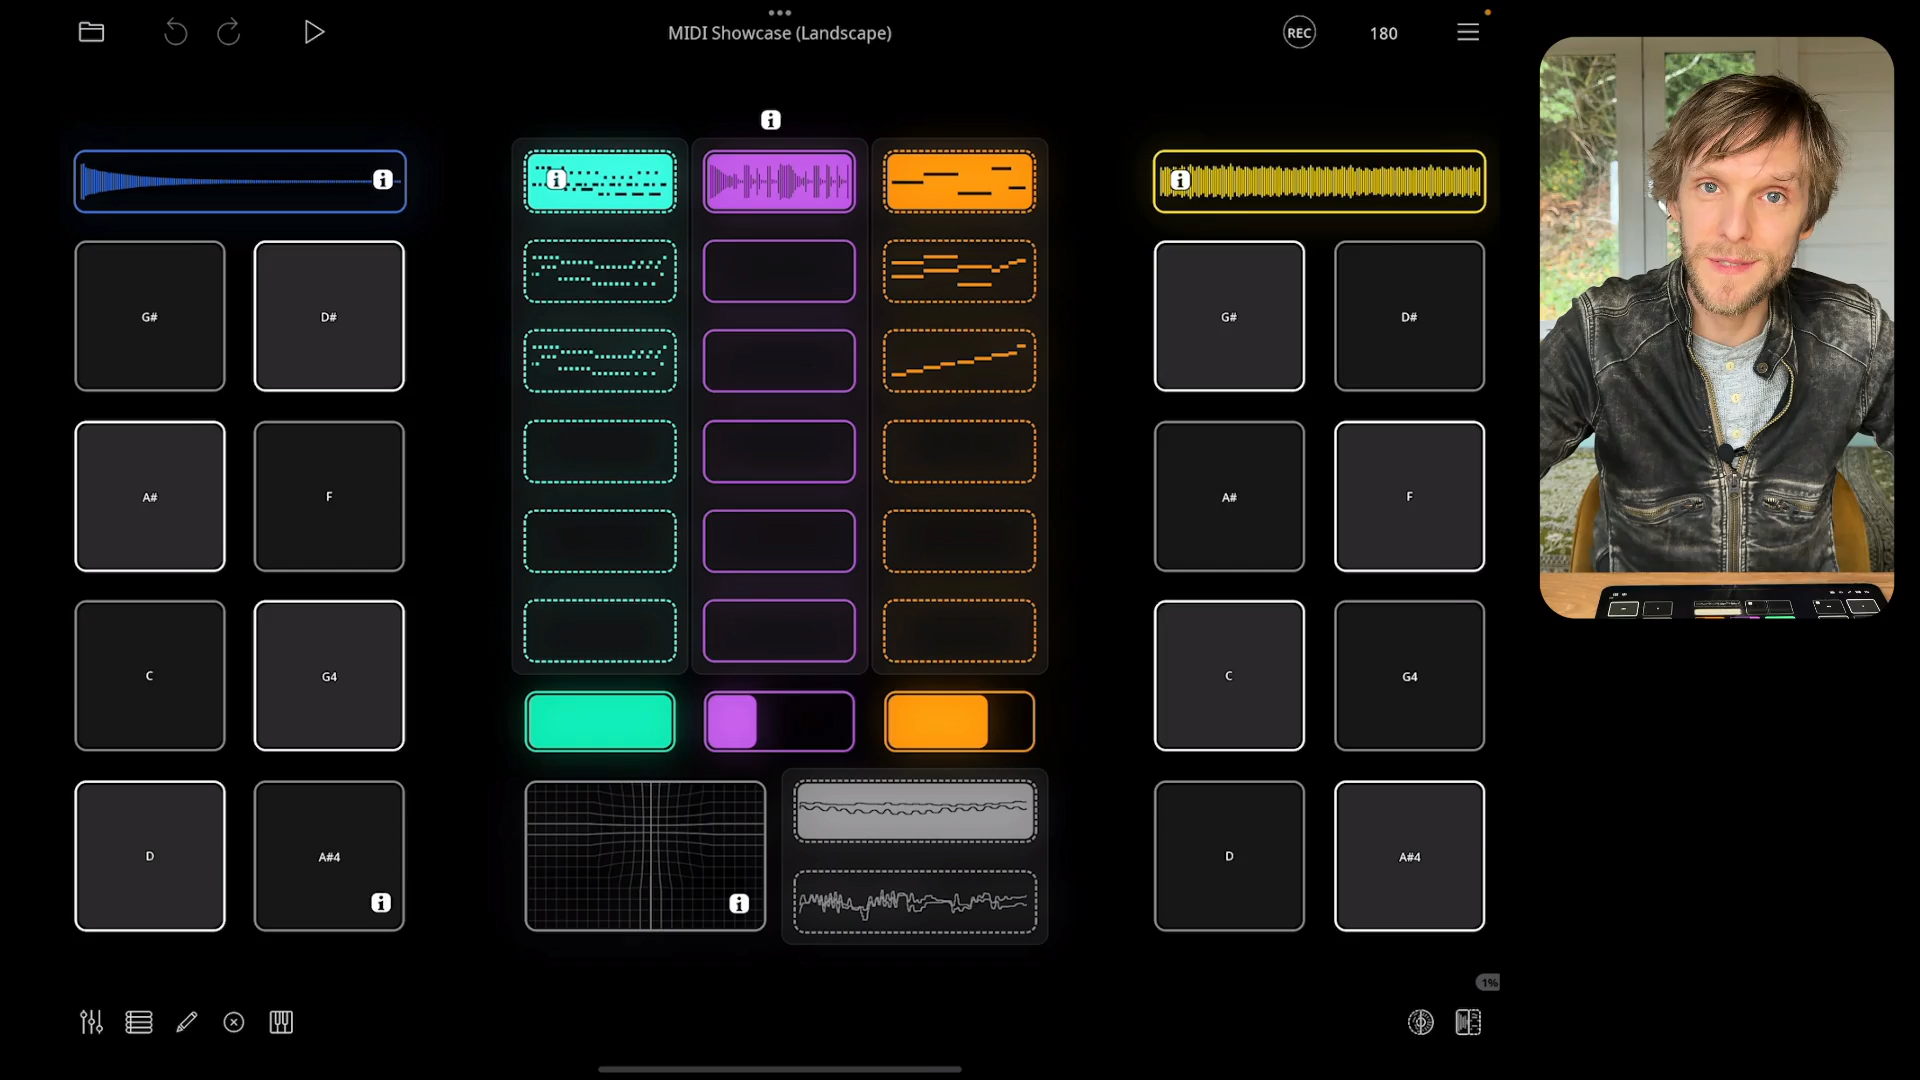 MIDI Showcase (Landscape)
REC
180
i
i
i
i
G#
D#
G#
D#
A#
F
A#
F
C
G4
C
G4
D
A#4
i
i
D
A#4
1%